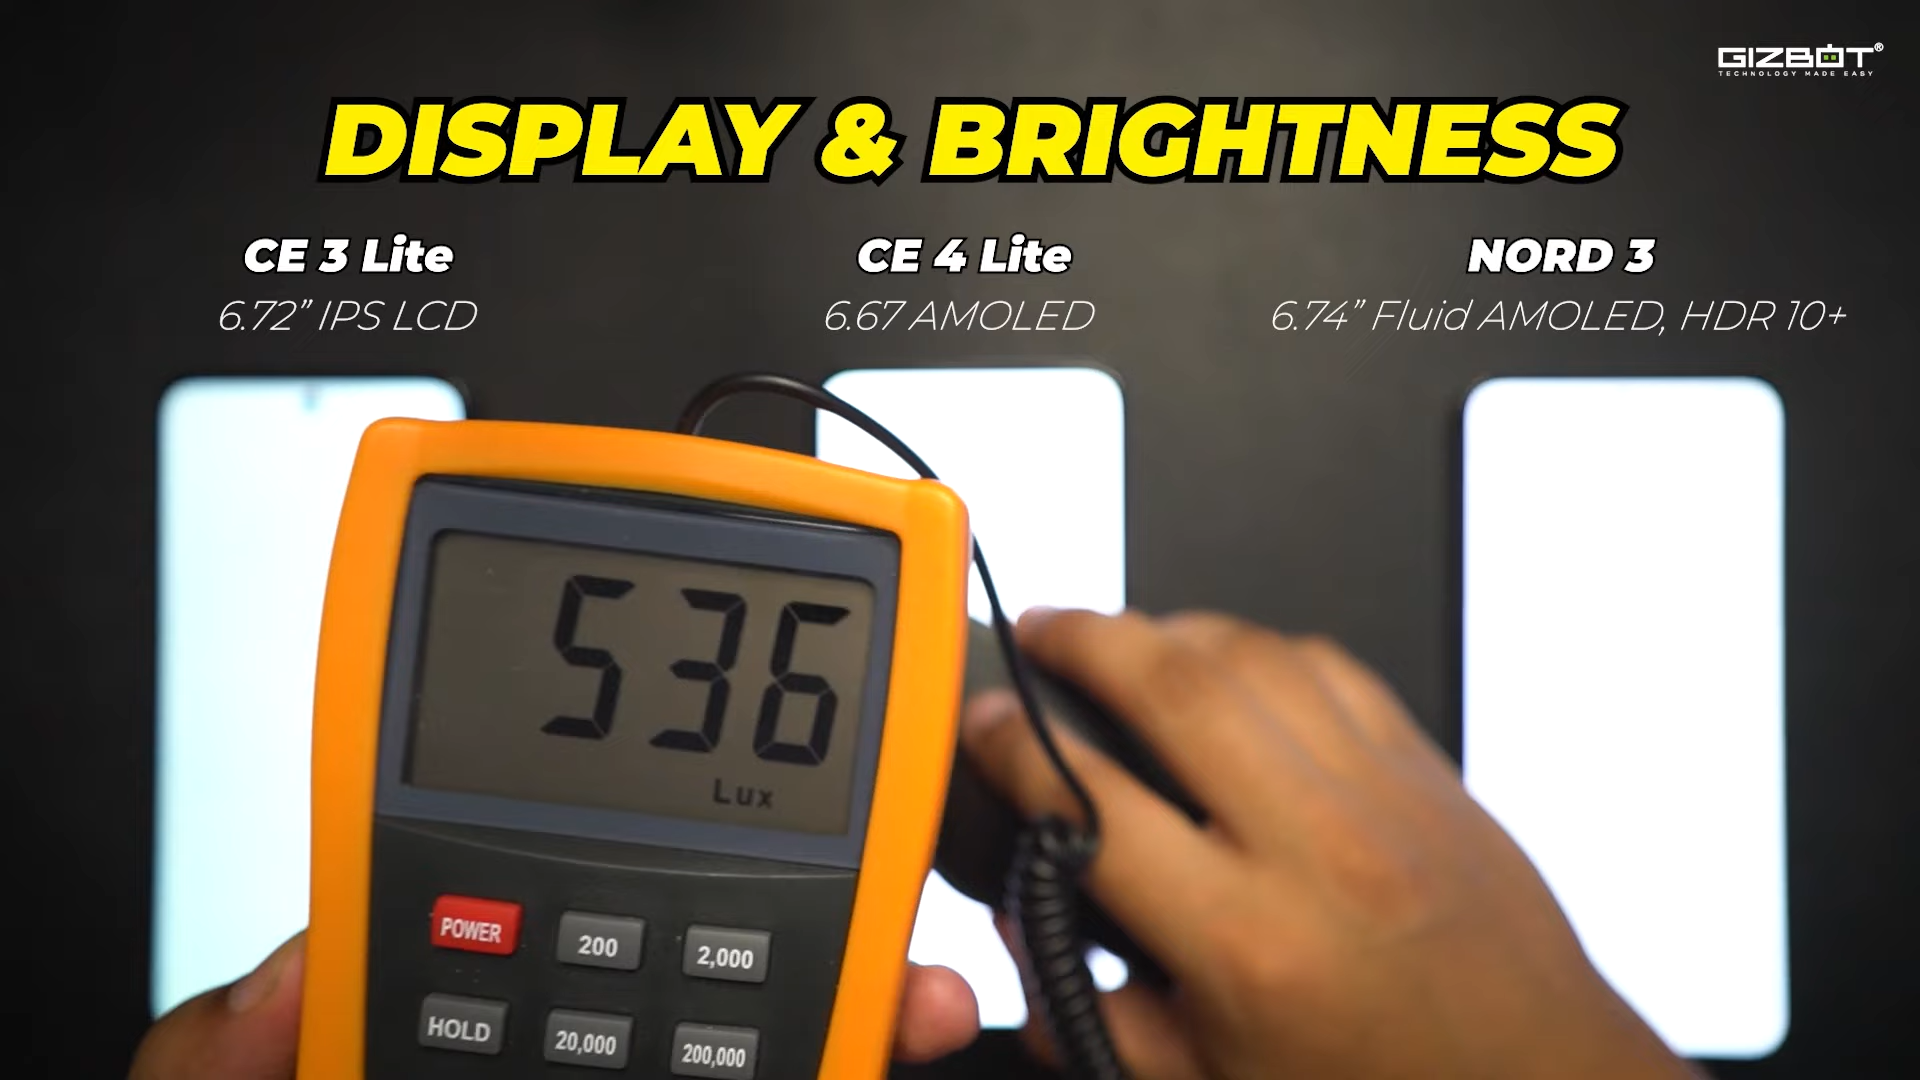 GIZBOT®
TECHNOLOGY MADE EASY
DISPLAY & BRIGHTNESS
CE 3 Lite
6.72” IPS LCD
CE 4 Lite
6.67 AMOLED
NORD 3
6.74” Fluid AMOLED, HDR 10+
536
Lux
POWER
200
2,000
HOLD
20,000
200,000